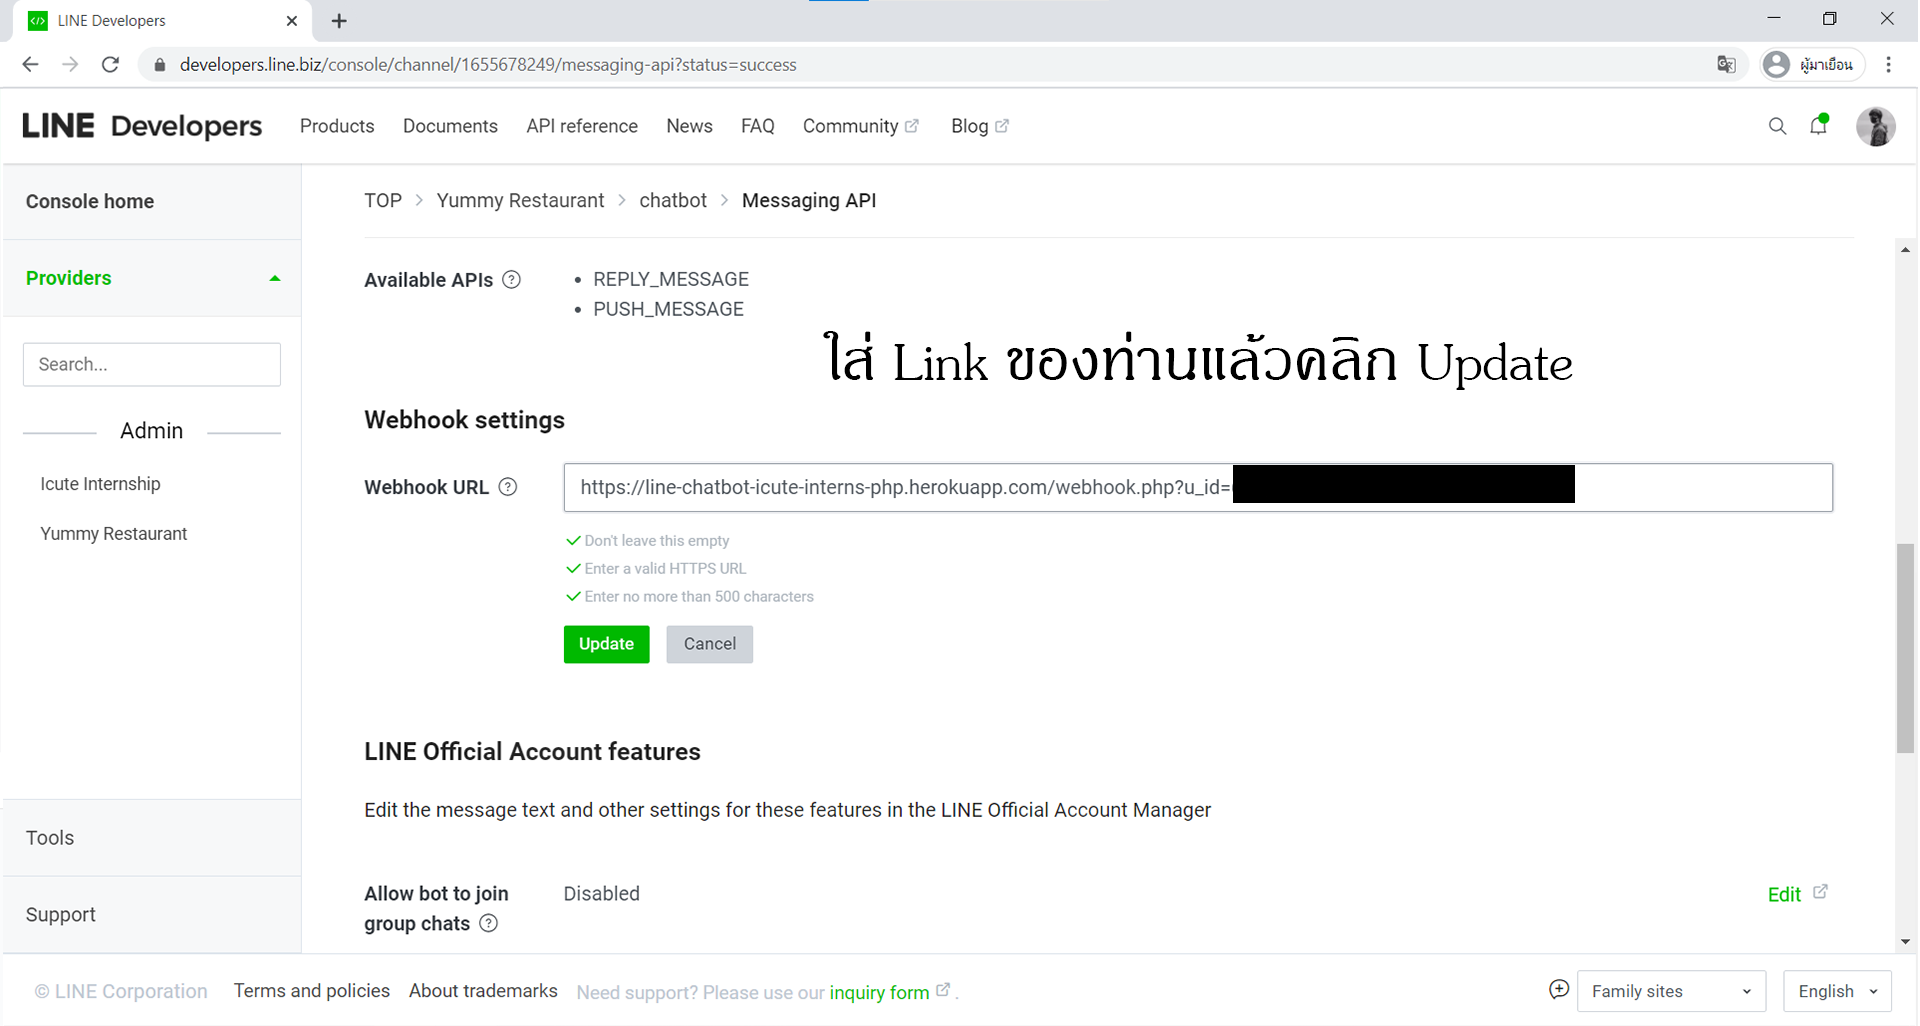 LINE Developers
developers.line.biz/console/channel/1655678249/messaging-api?status=success
ผู้มาเยือน
LINE Developers
Products Documents API reference News FAQ Community Blog
Console home
Providers
Search...
Admin
Icute Internship
Yummy Restaurant
Tools
Support
TOP > Yummy Restaurant > chatbot > Messaging API
Available APIs ?
• REPLY_MESSAGE
• PUSH_MESSAGE
ใส่ Link ของท่านแล้วคลิก Update
Webhook settings
Webhook URL ?
https://line-chatbot-icute-interns-php.herokuapp.com/webhook.php?u_id=
Don't leave this empty
Enter a valid HTTPS URL
Enter no more than 500 characters
Update Cancel
LINE Official Account features
Edit the message text and other settings for these features in the LINE Official Account Manager
Allow bot to join
group chats ?
Disabled
Edit
© LINE Corporation Terms and policies About trademarks Need support? Please use our inquiry form .
Family sites
English